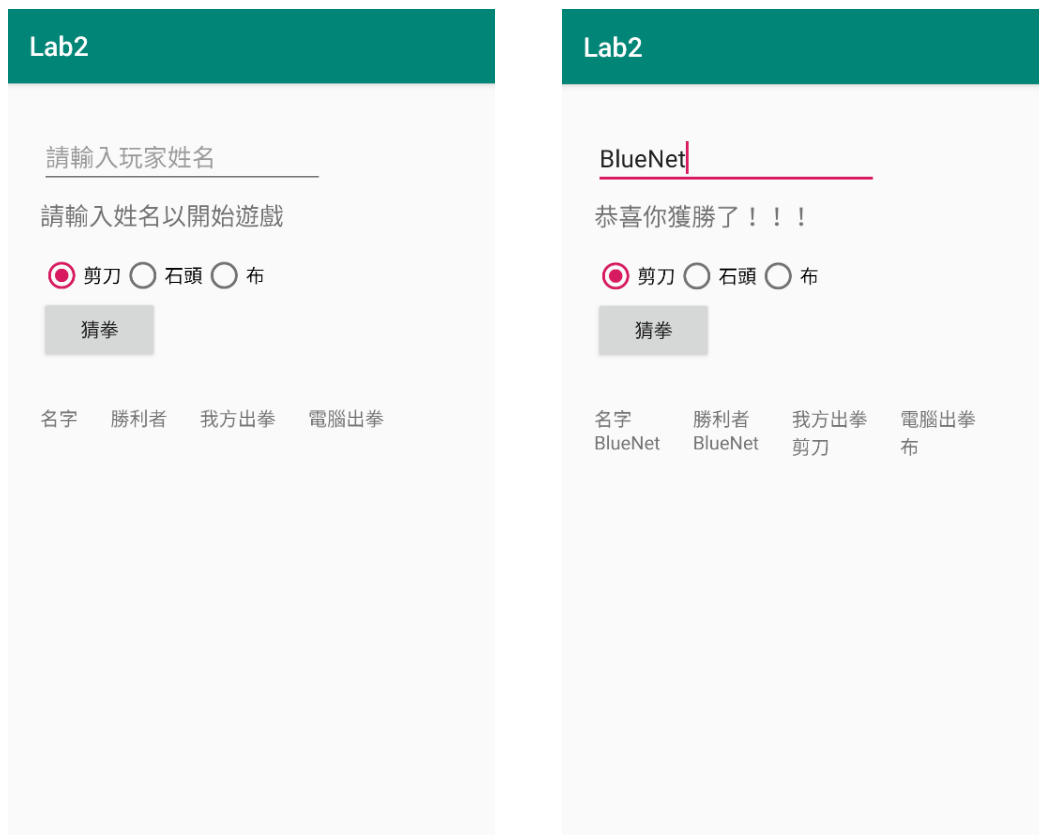 Lab2
請輸入玩家姓名
請輸入姓名以開始遊戲
剪刀 石頭 布
猜拳
名字 勝利者 我方出拳 電腦出拳
Lab2
BlueNet
恭喜你獲勝了！！！
剪刀 石頭 布
猜拳
名字 勝利者 我方出拳 電腦出拳
BlueNet BlueNet 剪刀 布